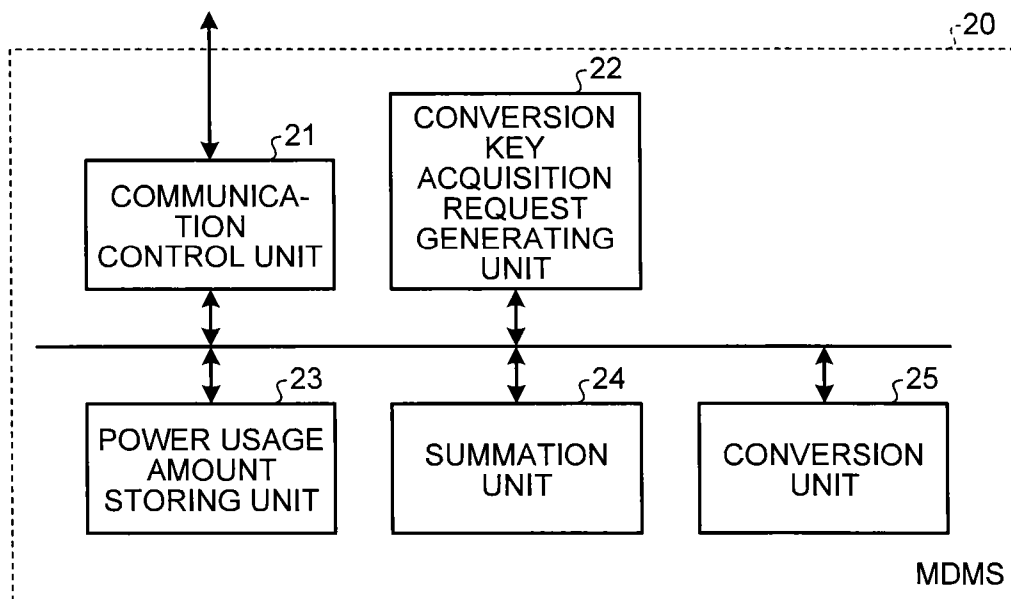 20
21
COMMUNICA-
TION
CONTROL UNIT
22
CONVERSION
KEY
ACQUISITION
REQUEST
GENERATING
UNIT
23
POWER USAGE
AMOUNT
STORING UNIT
24
SUMMATION
UNIT
25
CONVERSION
UNIT
MDMS